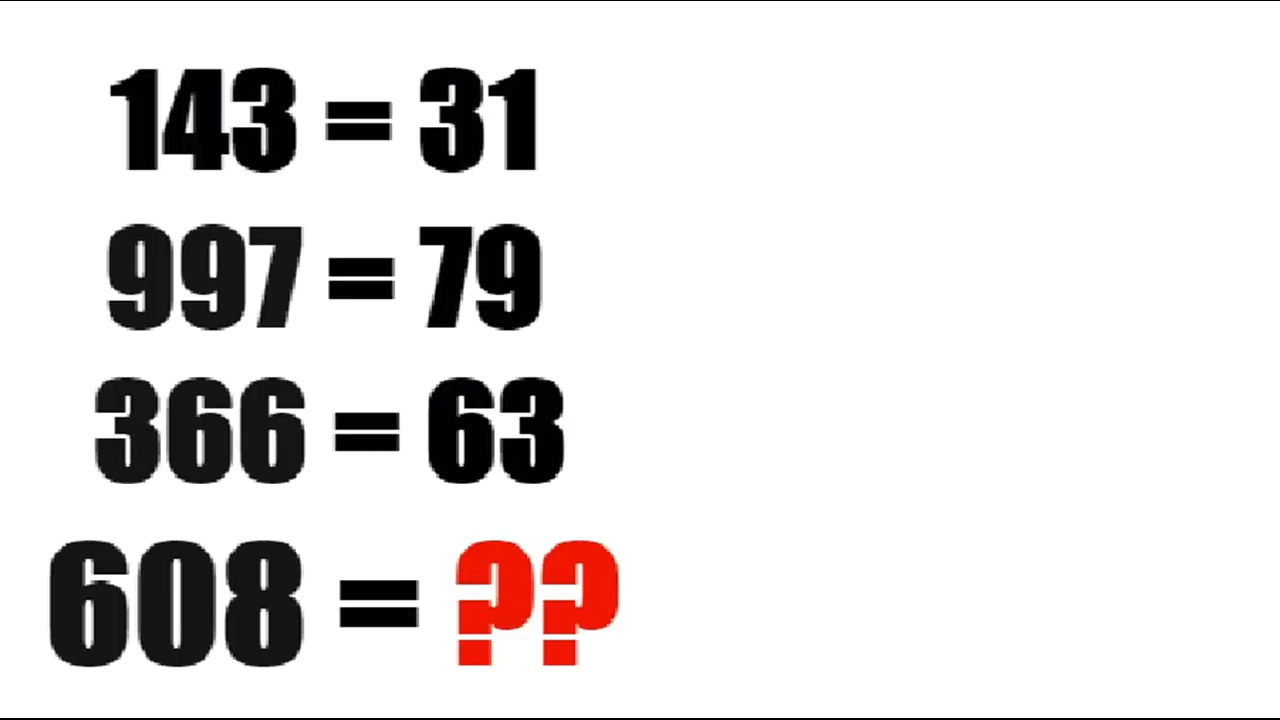 143 = 31
997 = 79
366 = 63
608 = ??